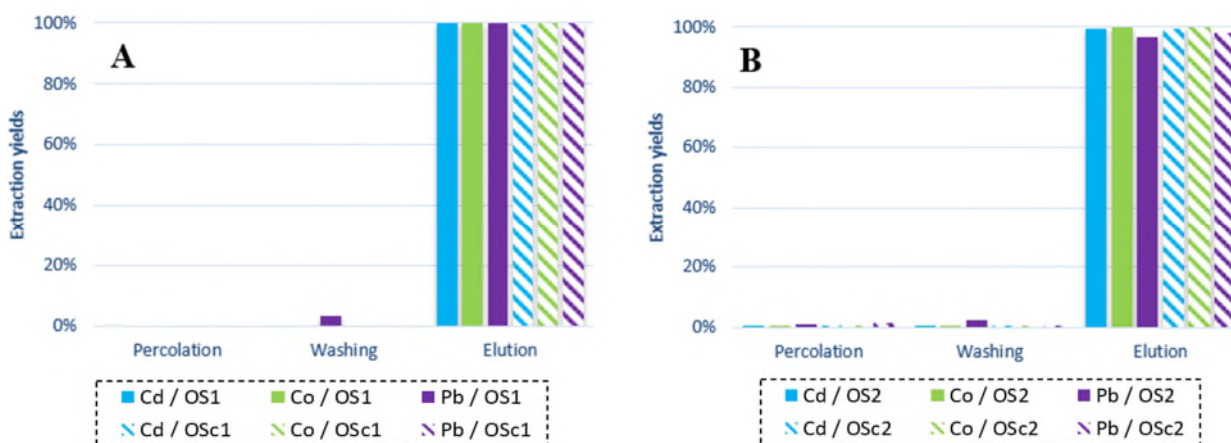 100%
80%
60%
40%
20%
0%
Extraction yields
A
Percolation Washing Elution
Cd / OS1 Co / OS1 Pb / OS1
Cd / OSc1 Co / OSc1 Pb / OSc1
100%
80%
60%
40%
20%
0%
Extraction yields
B
Percolation Washing Elution
Cd / OS2 Co / OS2 Pb / OS2
Cd / OSc2 Co / OSc2 Pb / OSc2